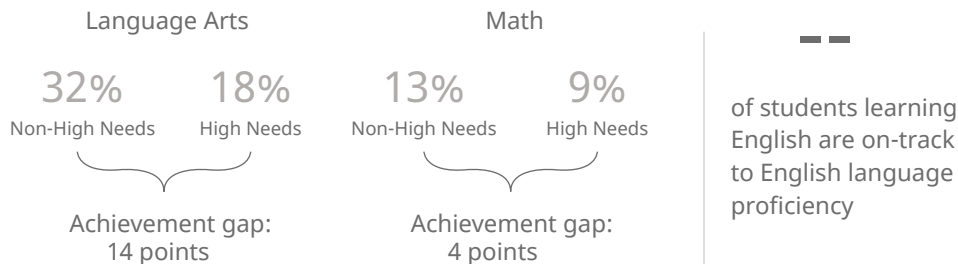 Language Arts
Math
32%
18%
13%
9%
Non-High Needs
High Needs
Non-High Needs
High Needs
Achievement gap:
14 points
Achievement gap:
4 points
--
of students learning
English are on-track
to English language
proficiency